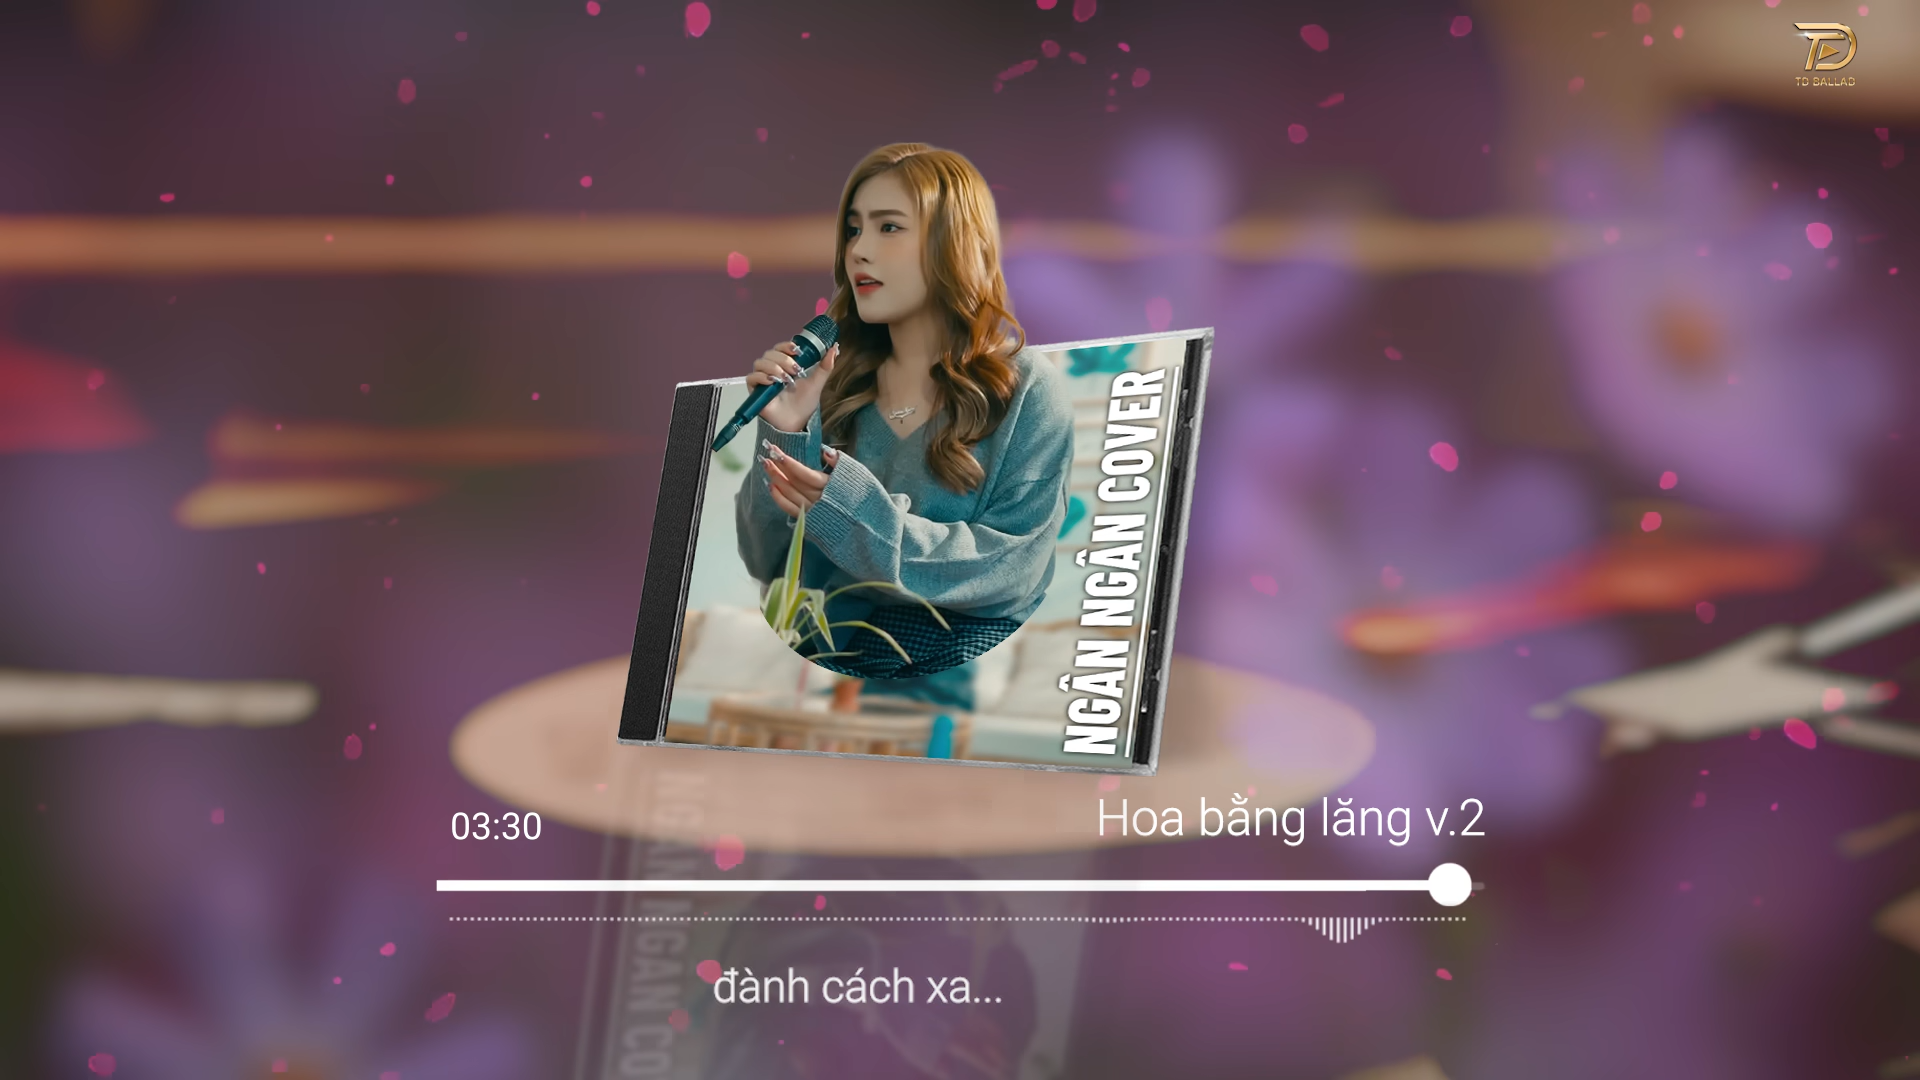 TD BALLAD
NGÂN NGÂN COVER
03:30
Hoa bằng lăng v.2
đành cách xa...